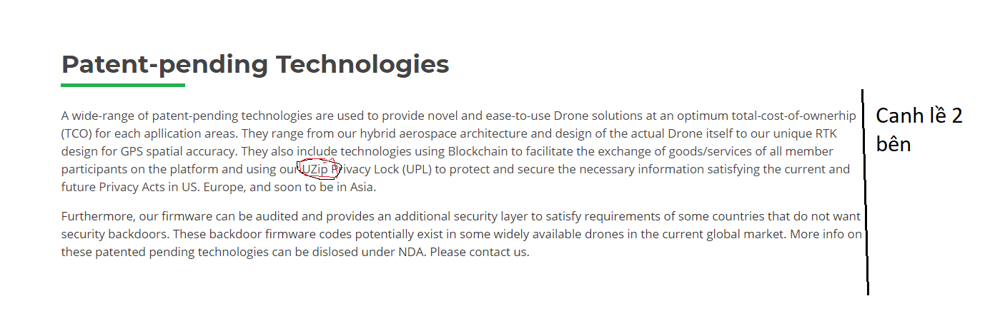 Patent-pending Technologies
A wide-range of patent-pending technologies are used to provide novel and ease-to-use Drone solutions at an optimum total-cost-of-ownerhip
(TCO) for each apllication areas. They range from our hybrid aerospace architecture and design of the actual Drone itself to our unique RTK
design for GPS spatial accuracy. They also include technologies using Blockchain to facilitate the exchange of goods/services of all member
participants on the platform and using our UZip Privacy Lock (UPL) to protect and secure the necessary information satisfying the current and
future Privacy Acts in US. Europe, and soon to be in Asia.
Furthermore, our firmware can be audited and provides an additional security layer to satisfy requirements of some countries that do not want
security backdoors. These backdoor firmware codes potentially exist in some widely available drones in the current global market. More info on
these patented pending technologies can be dislosed under NDA. Please contact us.
Canh lề 2
bên